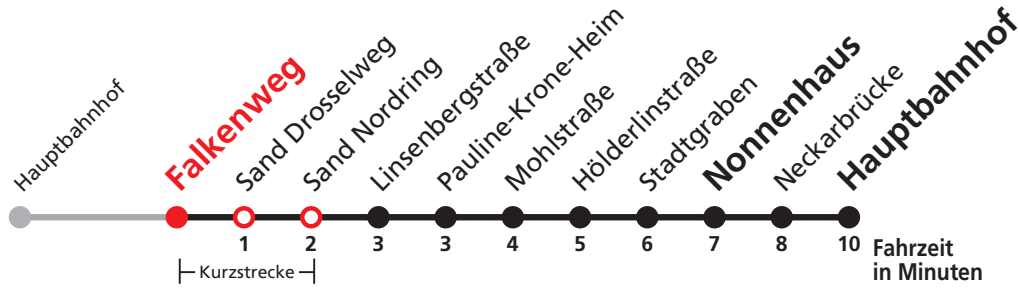 Hauptbahnhof
Falkenweg
Sand Drosselweg
Sand Nordring
Linsenbergstraße
Pauline-Krone-Heim
Mohlstraße
Hölderlinstraße
Stadtgraben
Nonnenhaus
Neckarbrücke
Hauptbahnhof
1 2 3 3 4 5 6 7 8 10 Fahrzeit
in Minuten
Kurzstrecke